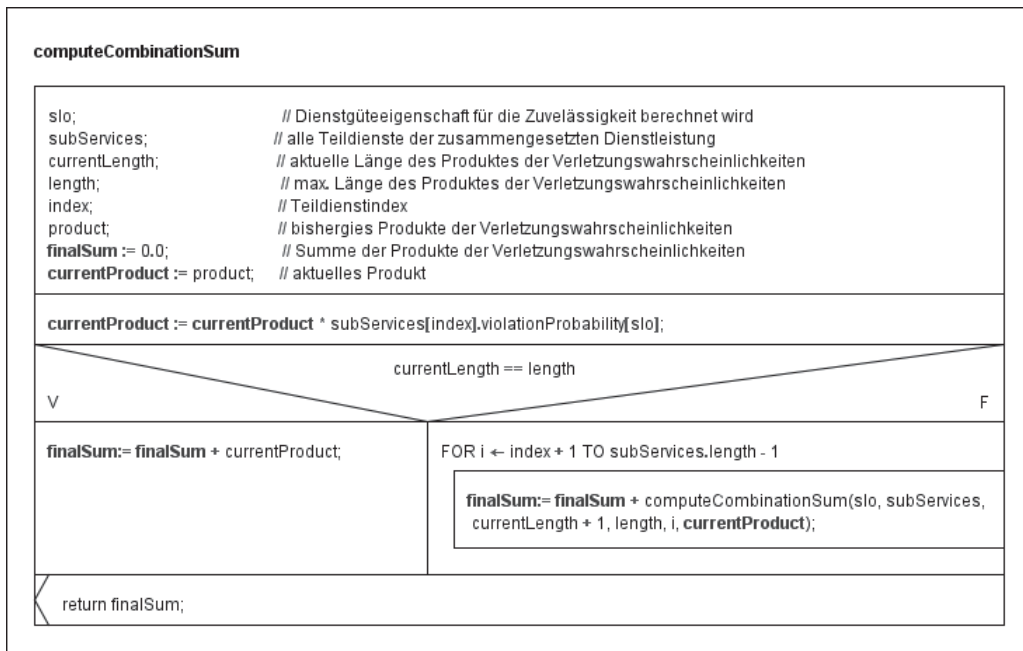 computeCombinationSum
slo; // Dienstgüteeigenschaft für die Zuvelässigkeit berechnet wird
subServices; // alle Teildienste der zusammengesetzten Dienstleistung
currentLength; // aktuelle Länge des Produktes der Verletzungswahrscheinlichkeiten
length; // max. Länge des Produktes der Verletzungswahrscheinlichkeiten
index; // Teildienstindex
product; // bishergies Produkte der Verletzungswahrscheinlichkeiten
finalSum := 0.0; // Summe der Produkte der Verletzungswahrscheinlichkeiten
currentProduct := product; // aktuelles Produkt
currentProduct := currentProduct * subServices[index].violationProbability[slo];
currentLength == length
V
F
finalSum:= finalSum + currentProduct;
FOR i ← index + 1 TO subServices.length - 1
finalSum:= finalSum + computeCombinationSum(slo, subServices,
currentLength + 1, length, i, currentProduct);
return finalSum;